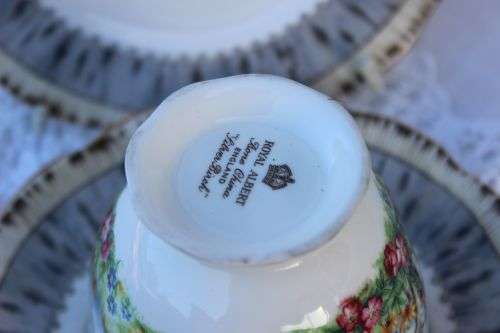 ROYAL ALBERT
Bone China
ENGLAND
"Silver Birch"